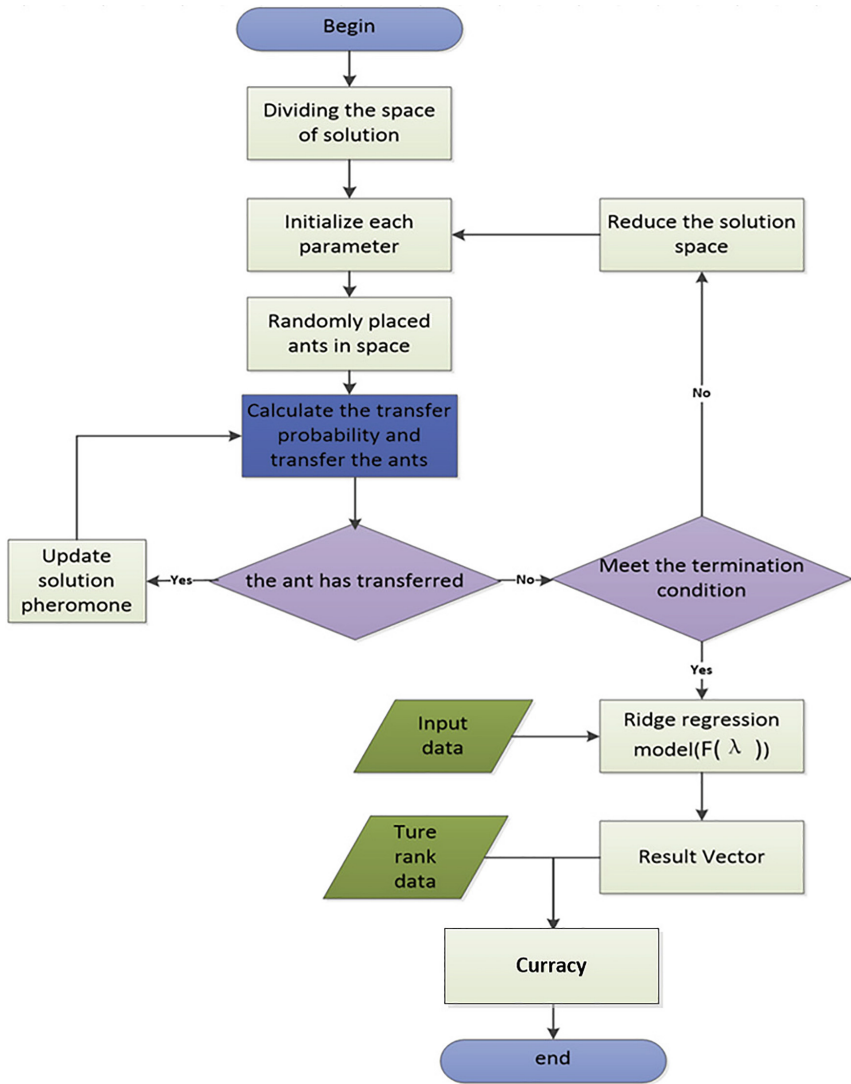 Begin
Dividing the space
of solution
Initialize each
parameter
Reduce the solution
space
Randomly placed
ants in space
No
Calculate the transfer
probability and
transfer the ants
Update
solution
pheromone
Yes
the ant has transferred
No
Meet the termination
condition
Yes
Input
data
Ridge regression
model(F( λ ))
Ture
rank
data
Result Vector
Curracy
end